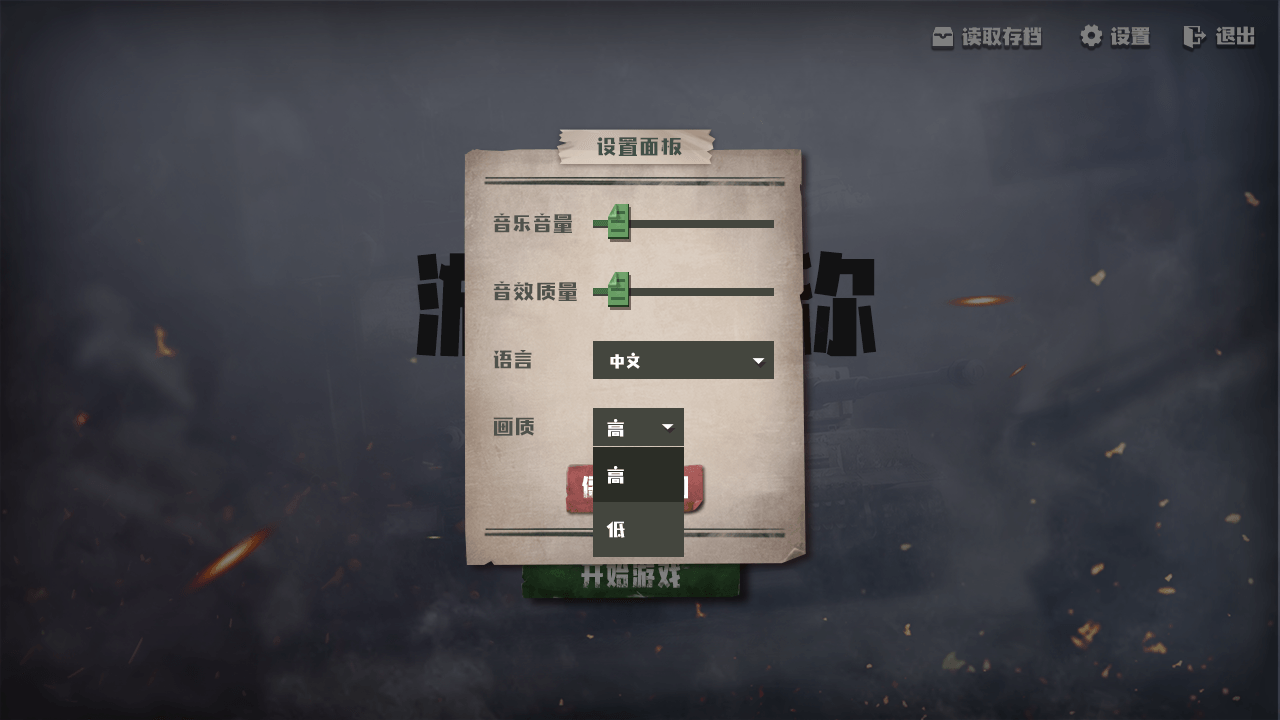 读取存档 设置 退出
设置面板
音乐音量
音效质量
语言 中文
画质 高
高
低
开始游戏